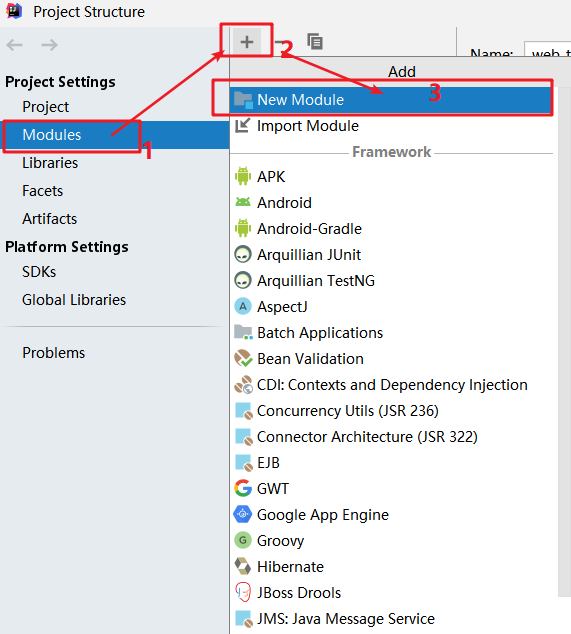 Project Structure
2
Name: web_t
Add
Project Settings
Project
New Module
3
Modules
1
Import Module
Framework
Libraries
APK
Facets
Android
Artifacts
Android-Gradle
Platform Settings
Arquillian JUnit
SDKs
Arquillian TestNG
Global Libraries
AspectJ
Batch Applications
Problems
Bean Validation
CDI: Contexts and Dependency Injection
Concurrency Utils (JSR 236)
Connector Architecture (JSR 322)
EJB
GWT
Google App Engine
Groovy
Hibernate
JBoss Drools
JMS: Java Message Service